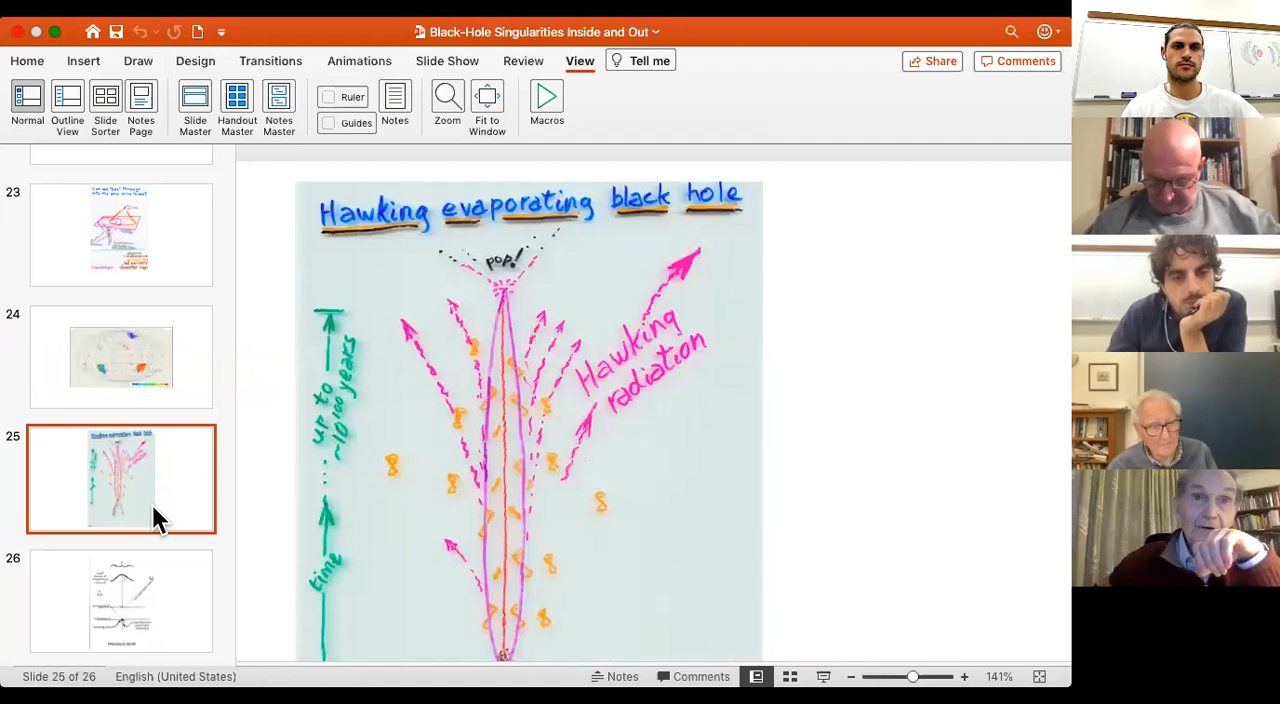 Black-Hole Singularities Inside and Out
Home Insert Draw Design Transitions Animations Slide Show Review View Tell me Share Comments
Normal Outline View Slide Sorter Notes Page Slide Master Handout Master Notes Master Ruler Guides Notes Zoom Fit to Window Macros
23
24
25
26
Hawking evaporating black hole
pop!
Hawking
radiation
time ... up to
~10^100 years
Slide 25 of 26 English (United States) Notes Comments 141%